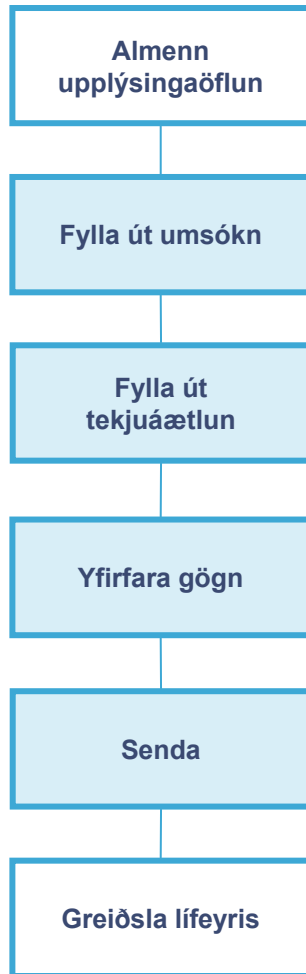 Almenn
upplýsingaöflun
Fylla út umsókn
Fylla út
tekjuáætlun
Yfirfara gögn
Senda
Greiðsla lífeyris